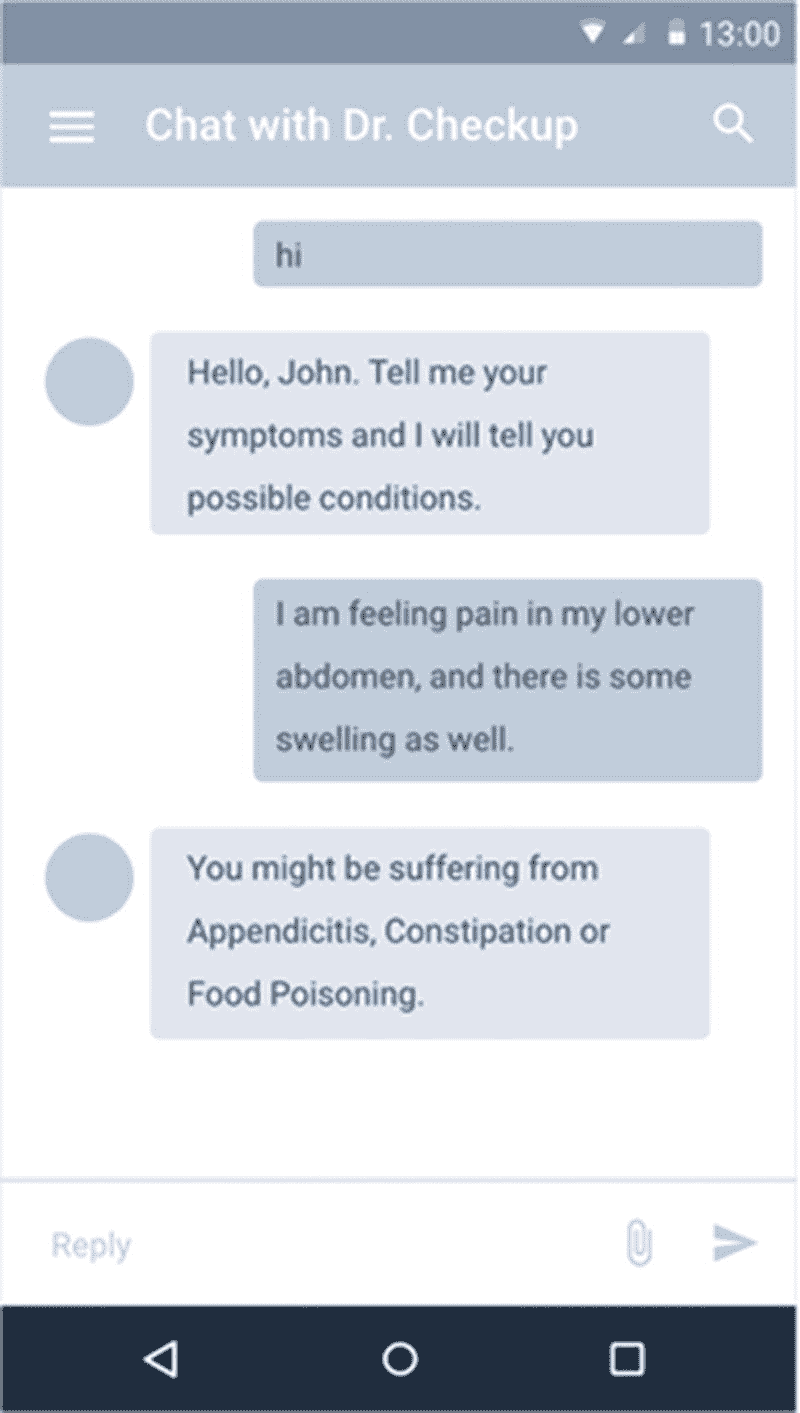 13:00
Chat with Dr. Checkup
hi
Hello, John. Tell me your
symptoms and I will tell you
possible conditions.
I am feeling pain in my lower
abdomen, and there is some
swelling as well.
You might be suffering from
Appendicitis, Constipation or
Food Poisoning.
Reply